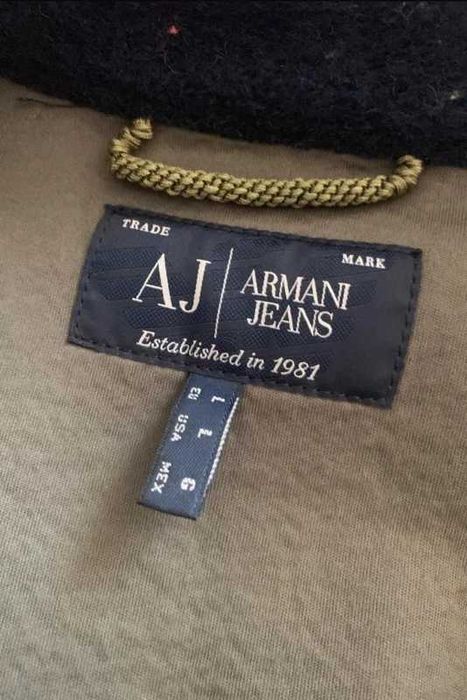 TRADE
MARK
AJ
ARMANI
JEANS
Established in 1981
L L G
EU USA MEX